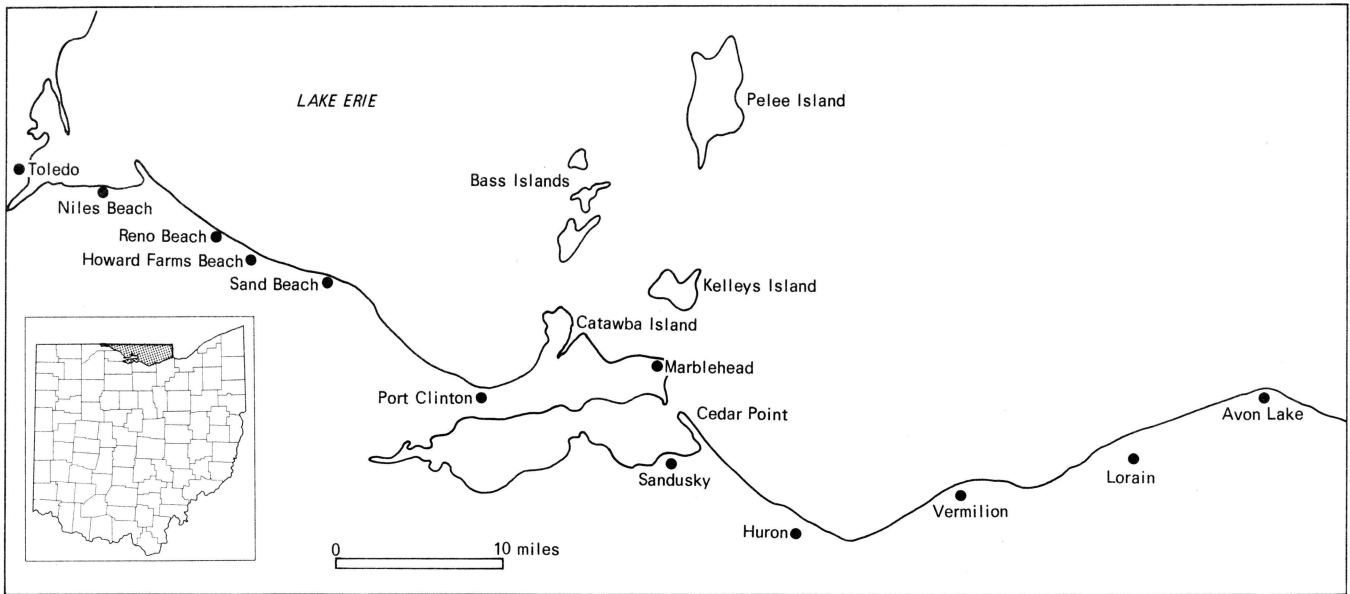 LAKE ERIE
Pelee Island
Toledo
Bass Islands
Niles Beach
Reno Beach
Howard Farms Beach
Sand Beach
Kelleys Island
Catawba Island
Marblehead
Port Clinton
Cedar Point
Avon Lake
Sandusky
Lorain
Vermilion
Huron
0 10 miles